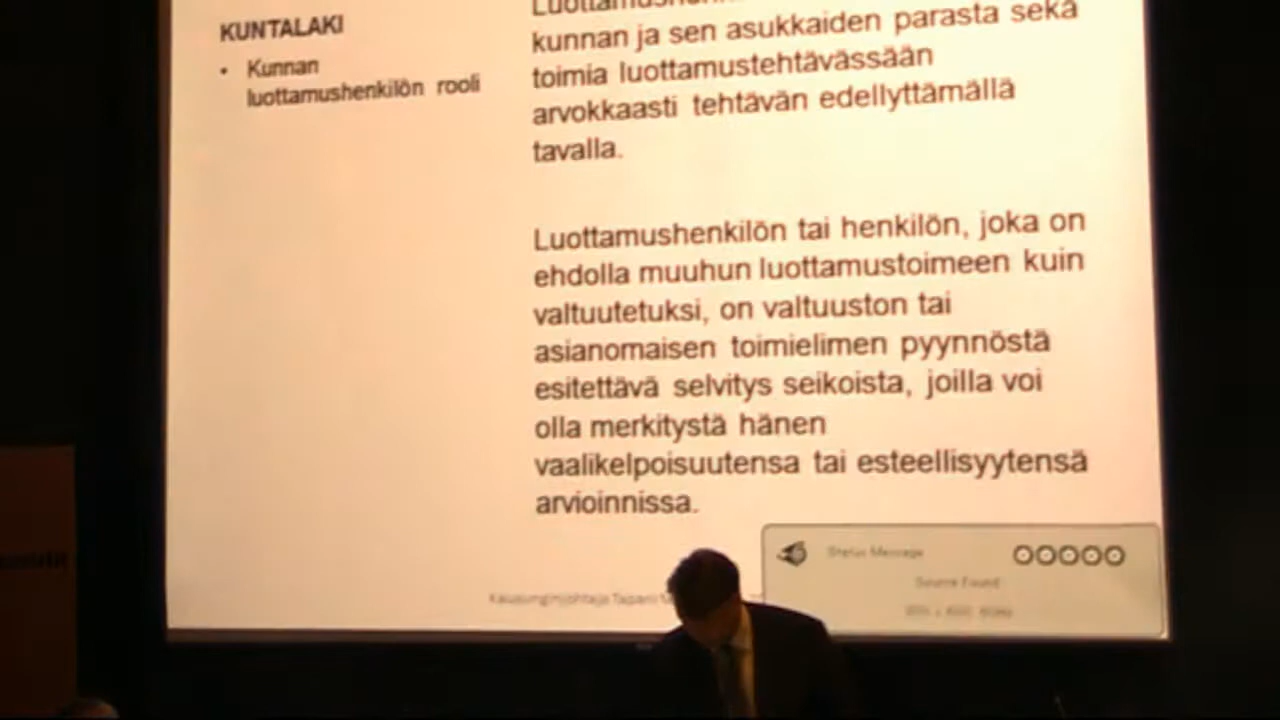 KUNTALAKI
• Kunnan
luottamushenkilön rooli
kunnan ja sen asukkaiden parasta sekä
toimia luottamustehtävässään
arvokkaasti tehtävän edellyttämällä
tavalla.
Luottamushenkilön tai henkilön, joka on
ehdolla muuhun luottamustoimeen kuin
valtuutetuksi, on valtuuston tai
asianomaisen toimielimen pyynnöstä
esitettävä selvitys seikoista, joilla voi
olla merkitystä hänen
vaalikelpoisuutensa tai esteellisyytensä
arvioinnissa.
Status Message
Source Found
Kaupunginjohtaja Tapani